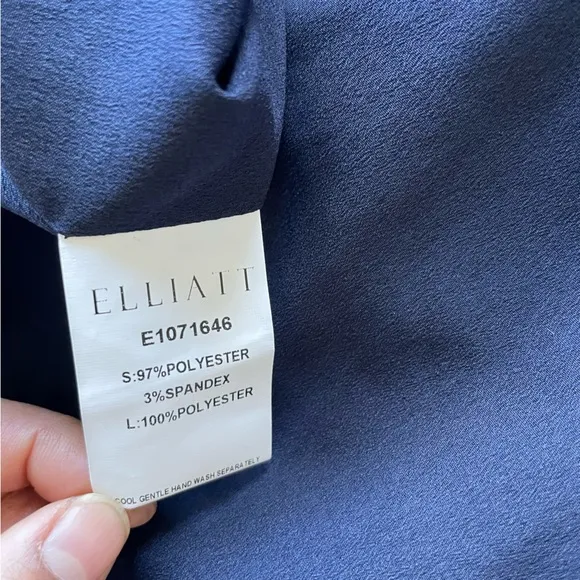 ELLIATT
E1071646
S:97%POLYESTER
3%SPANDEX
L:100%POLYESTER
COOL GENTLE HAND WASH SEPARATELY